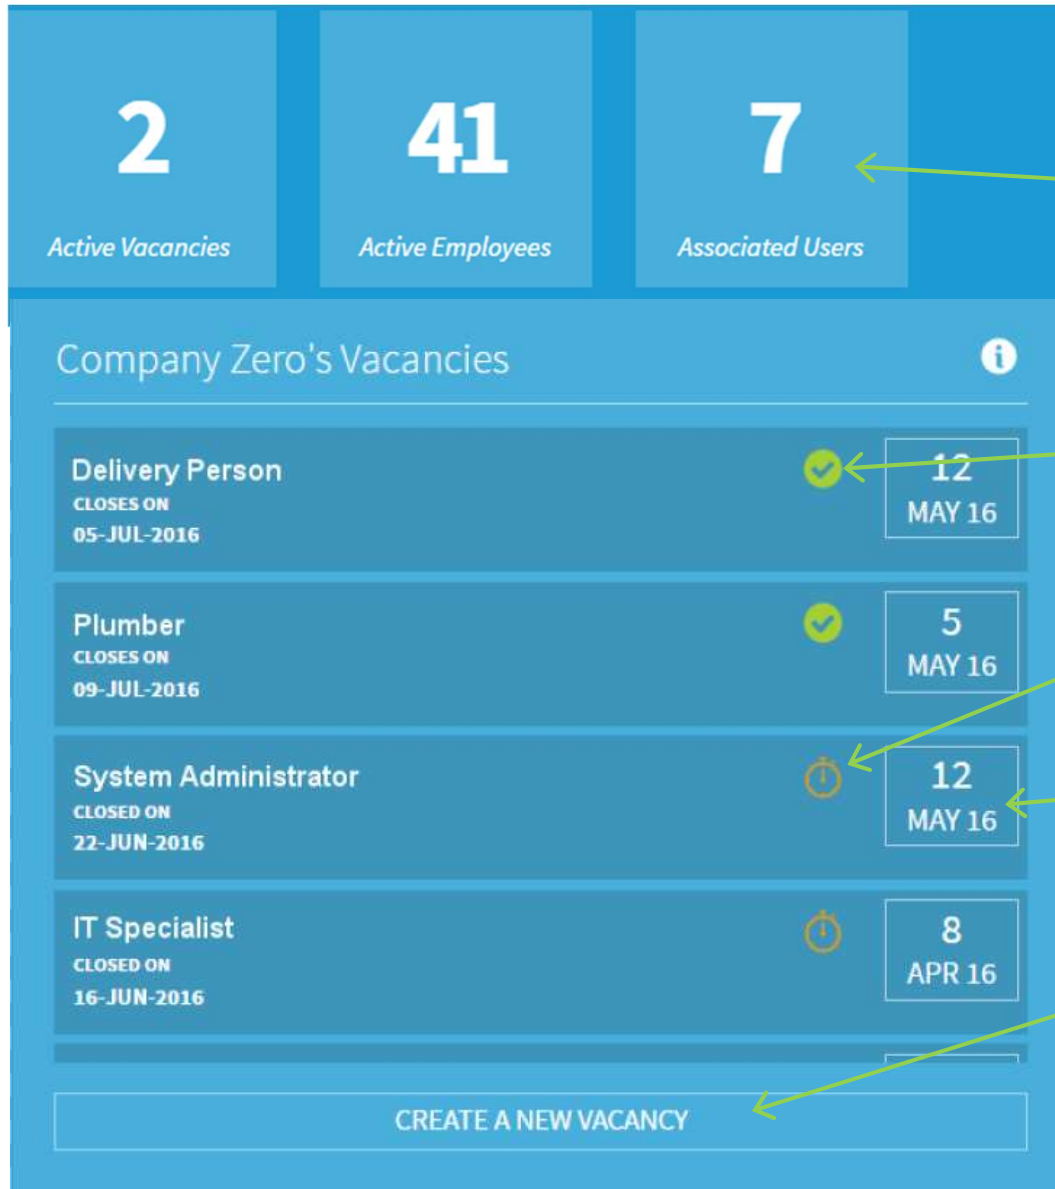 2
Active Vacancies
41
Active Employees
7
Associated Users
Company Zero's Vacancies
i
Delivery Person
CLOSES ON
05-JUL-2016
12
MAY 16
Plumber
CLOSES ON
09-JUL-2016
5
MAY 16
System Administrator
CLOSED ON
22-JUN-2016
12
MAY 16
IT Specialist
CLOSED ON
16-JUN-2016
8
APR 16
CREATE A NEW VACANCY